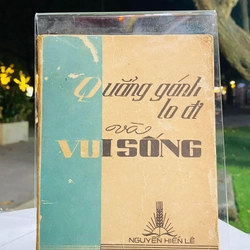 Quẳng gánh
lo đi
và
VUI SỐNG
NGUYỄN HIẾN LÊ